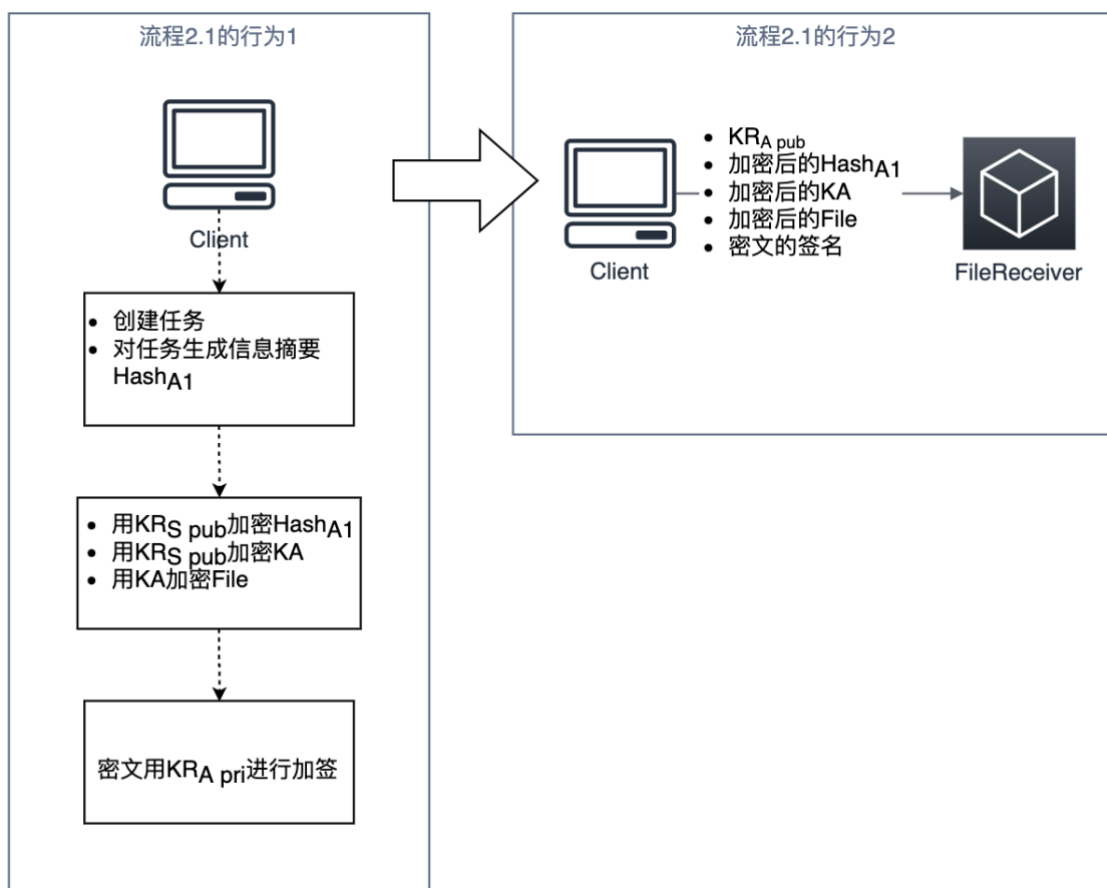 流程2.1的行为1
Client
• 创建任务
• 对任务生成信息摘要
HashA1
• 用KRS pub加密HashA1
• 用KRS pub加密KA
• 用KA加密File
密文用KRA pri进行加签
流程2.1的行为2
Client
• KRA pub
• 加密后的HashA1
• 加密后的KA
• 加密后的File
• 密文的签名
FileReceiver